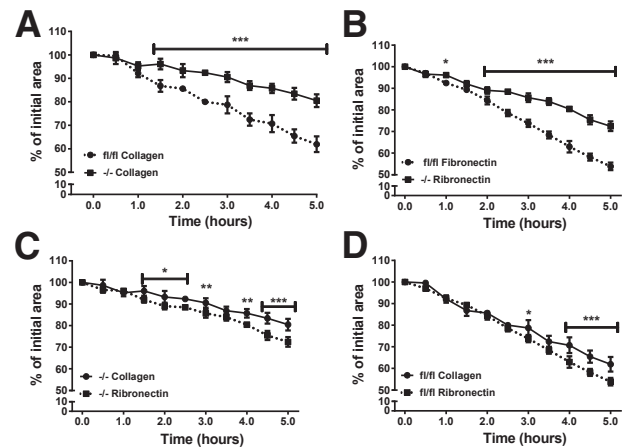 A
% of initial area
110
100
90
80
70
60
50
10
0
***
fl/fl Collagen
-/- Collagen
0.0 1.0 2.0 3.0 4.0 5.0
Time (hours)
B
% of initial area
110
100
90
80
70
60
50
10
0
* ***
fl/fl Fibronectin
-/- Ribronectin
0.0 1.0 2.0 3.0 4.0 5.0
Time (hours)
C
% of initial area
110
100
90
80
70
60
50
10
0
* ** ** ***
-/- Collagen
-/- Ribronectin
0.0 1.0 2.0 3.0 4.0 5.0
Time (hours)
D
% of initial area
110
100
90
80
70
60
50
10
0
* ***
fl/fl Collagen
fl/fl Ribronectin
0.0 1.0 2.0 3.0 4.0 5.0
Time (hours)